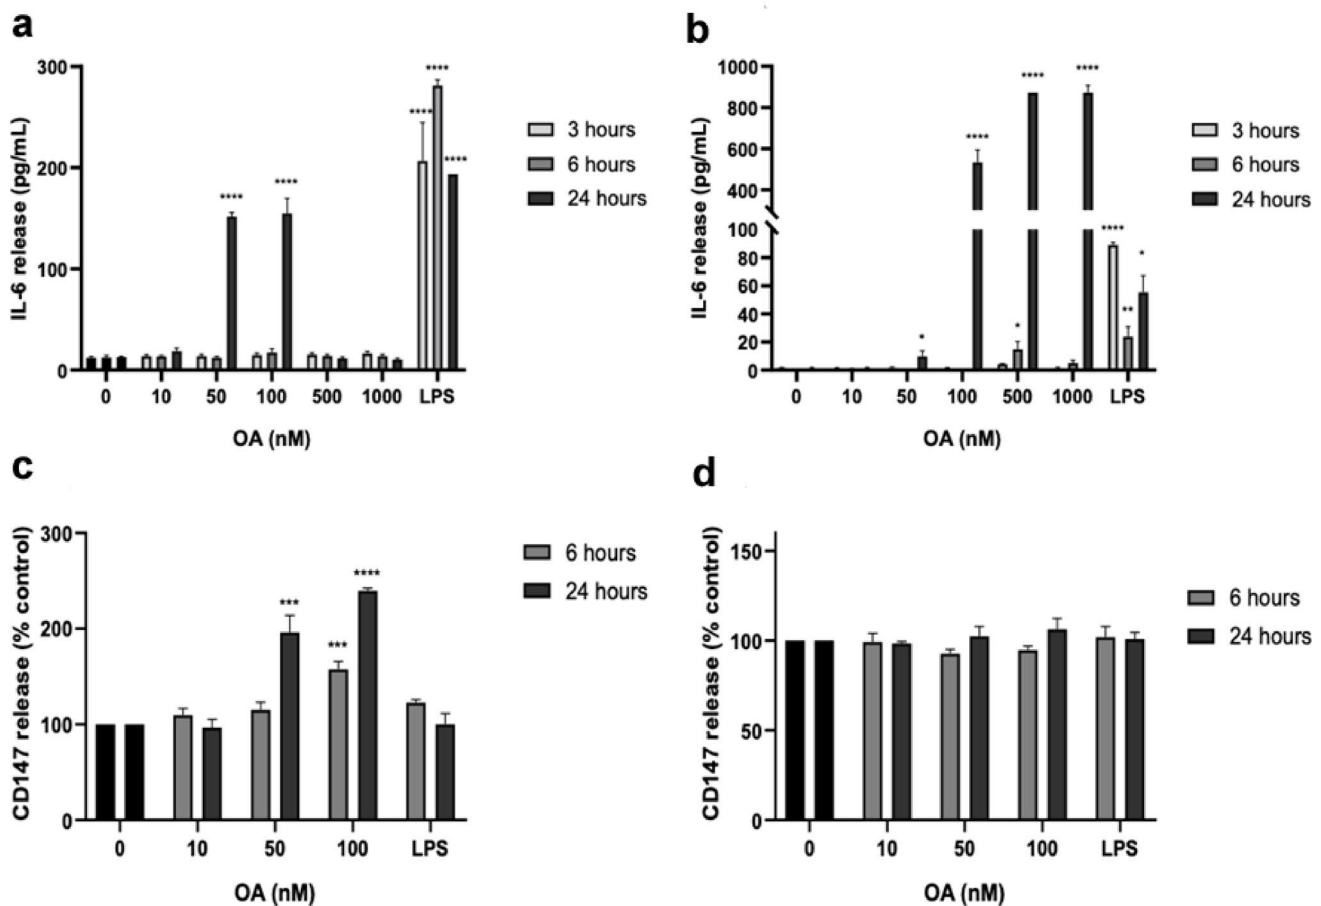 a
IL-6 release (pg/mL)
300
200
100
0
****
****
****
****
****
0 10 50 100 500 1000 LPS
OA (nM)
3 hours
6 hours
24 hours
b
IL-6 release (pg/mL)
1000
800
600
400
100
80
60
40
20
0
*
****
*
****
****
****
**
*
0 10 50 100 500 1000 LPS
OA (nM)
3 hours
6 hours
24 hours
c
CD147 release (% control)
300
200
100
0
***
***
****
0 10 50 100 LPS
OA (nM)
6 hours
24 hours
d
CD147 release (% control)
150
100
50
0
0 10 50 100 LPS
OA (nM)
6 hours
24 hours